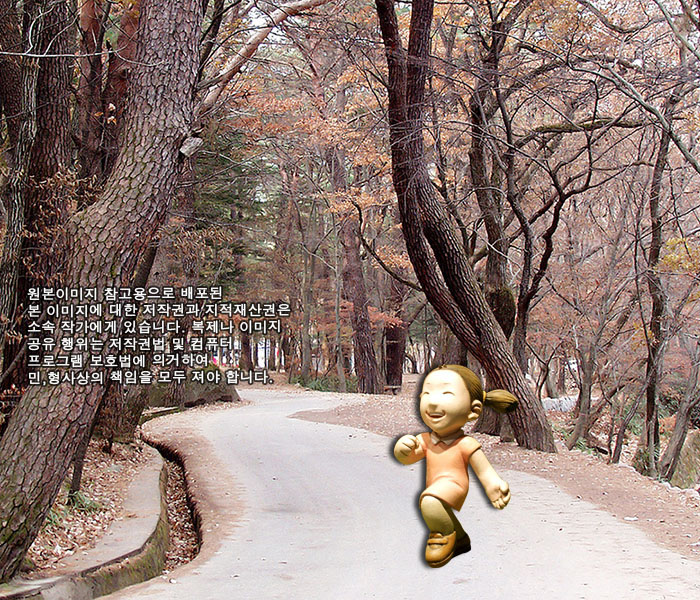 원본이미지 참고용으로 배포된
본 이미지에 대한 저작권과 지적재산권은
소속 작가에게 있습니다. 복제나 이미지
공유 행위는 저작권법 및 컴퓨터
프로그램 보호법에 의거하여
민,형사상의 책임을 모두 져야 합니다.